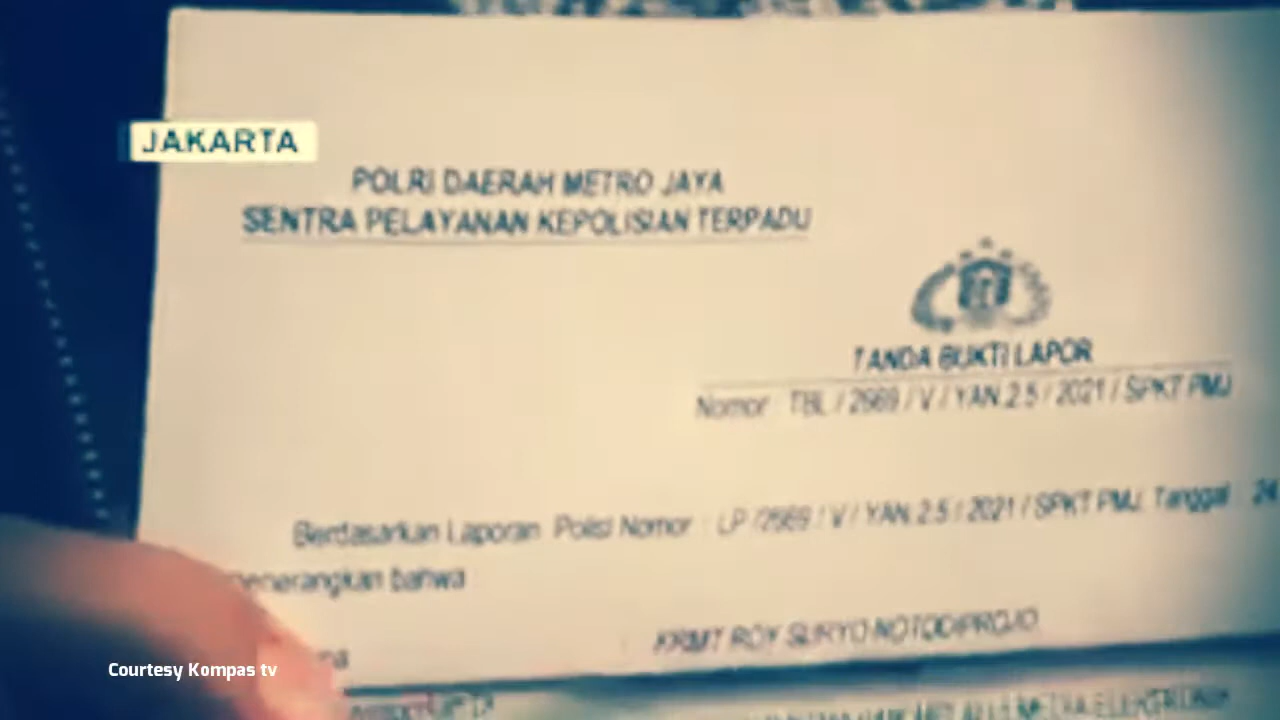 JAKARTA
POLRI DAERAH METRO JAYA
SENTRA PELAYANAN KEPOLISIAN TERPADU
TANDA BUKTI LAPOR
Nomor : TBL / 2669 / V / YAN.2.5 / 2021 / SPKT PMJ
Berdasarkan Laporan Polisi Nomor : LP / 2669 / V / YAN.2.5 / 2021 / SPKT PMJ, Tanggal : 24
menerangkan bahwa
KRMT ROY SURYO NOTODIPROJO
Courtesy Kompas tv